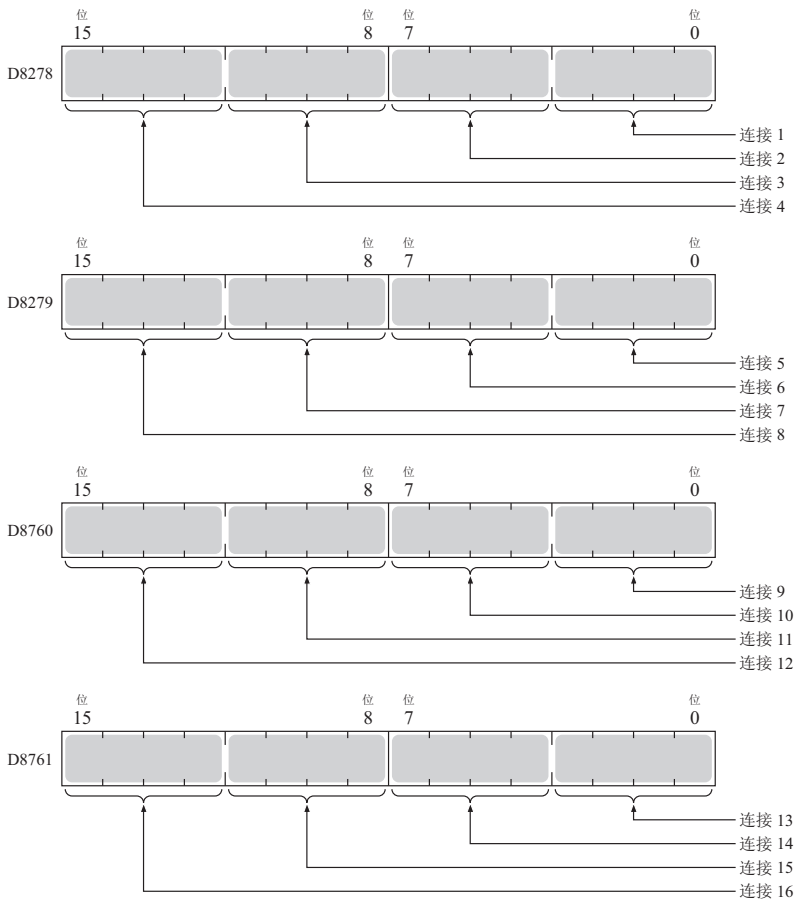 位 位 位 位
15 8 7 0
D8278
连接 1
连接 2
连接 3
连接 4
位 位 位 位
15 8 7 0
D8279
连接 5
连接 6
连接 7
连接 8
位 位 位 位
15 8 7 0
D8760
连接 9
连接 10
连接 11
连接 12
位 位 位 位
15 8 7 0
D8761
连接 13
连接 14
连接 15
连接 16